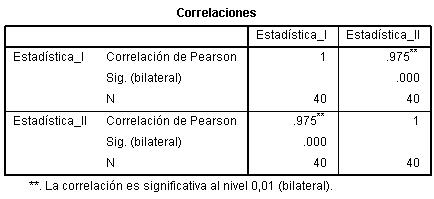 Correlaciones
Estadística_I Estadística_II
Estadística_I Correlación de Pearson 1 .975**
Sig. (bilateral) .000
N 40 40
Estadística_II Correlación de Pearson .975** 1
Sig. (bilateral) .000
N 40 40
**. La correlación es significativa al nivel 0,01 (bilateral).